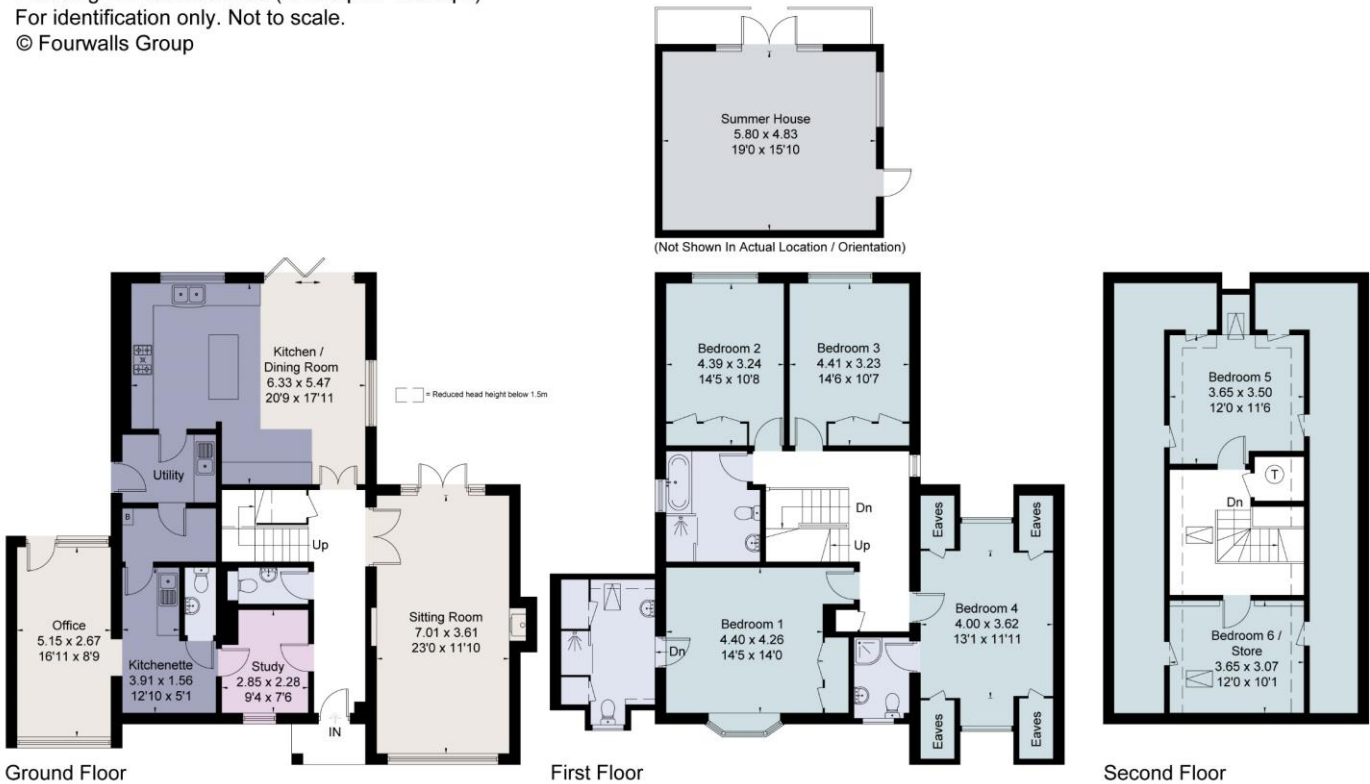 For identification only. Not to scale.
© Fourwalls Group
Summer House
5.80 x 4.83
19'0 x 15'10
(Not Shown In Actual Location / Orientation)
Kitchen /
Dining Room
6.33 x 5.47
20'9 x 17'11
= Reduced head height below 1.5m
Utility
B
Up
Office
5.15 x 2.67
16'11 x 8'9
Kitchenette
3.91 x 1.56
12'10 x 5'1
Study
2.85 x 2.28
9'4 x 7'6
Sitting Room
7.01 x 3.61
23'0 x 11'10
IN
Ground Floor
Bedroom 2
4.39 x 3.24
14'5 x 10'8
Bedroom 3
4.41 x 3.23
14'6 x 10'7
Dn
Up
Eaves
Eaves
Bedroom 1
4.40 x 4.26
14'5 x 14'0
Dn
Bedroom 4
4.00 x 3.62
13'1 x 11'11
Eaves
Eaves
First Floor
Bedroom 5
3.65 x 3.50
12'0 x 11'6
T
Dn
Bedroom 6 /
Store
3.65 x 3.07
12'0 x 10'1
Second Floor